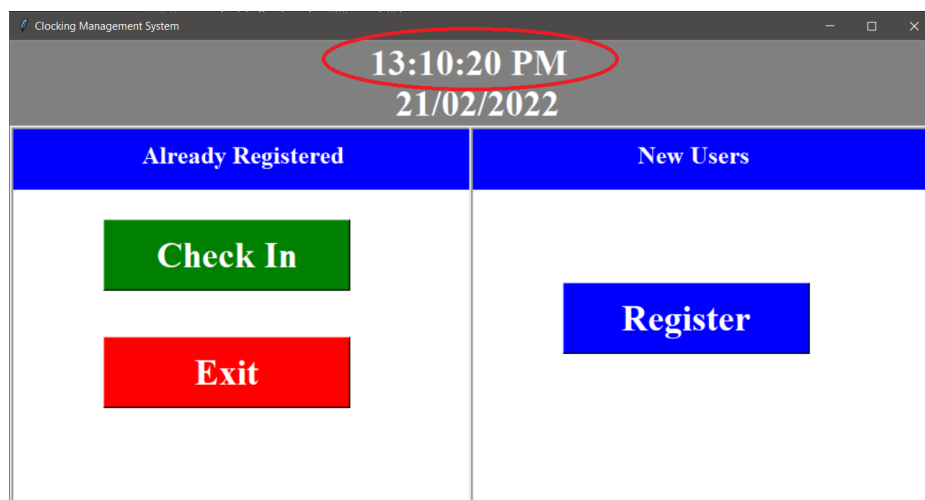 Clocking Management System
13:10:20 PM
21/02/2022
Already Registered
New Users
Check In
Register
Exit